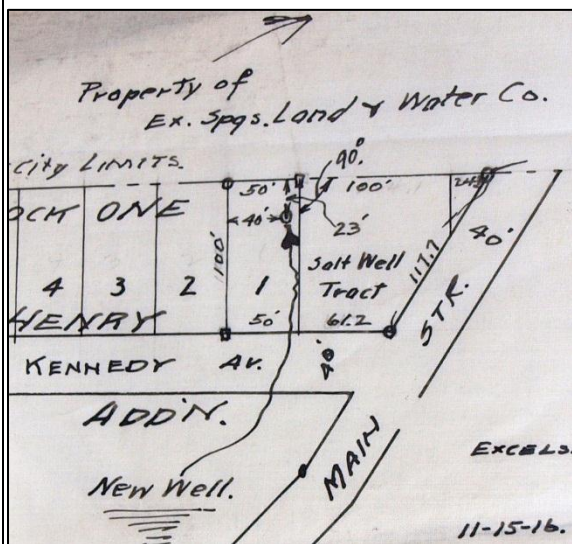 Property of
Ex. Spgs. Land & Water Co.
city LIMITS.
90°
50' 100'
OCK ONE
40'
23'
40'
100'
117.7
Salt Well
4 3 2 1 Tract
HENRY 50' 61.2
STR.
KENNEDY AV. 40'
ADD'N.
MAIN
New Well.
EXCELS.
11-15-16.